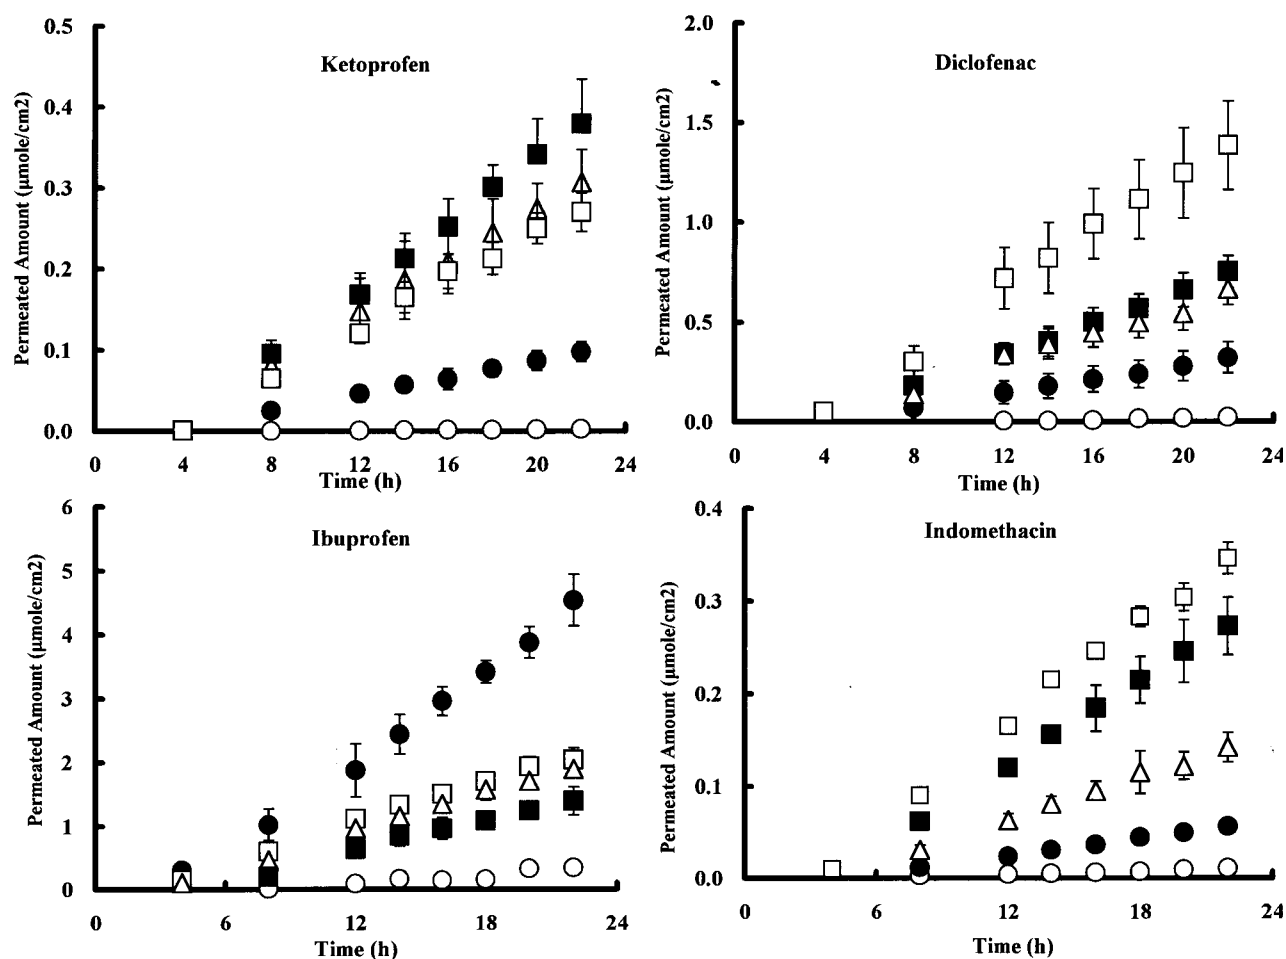 Ketoprofen
Permeated Amount (µmole/cm2)
0.5
0.4
0.3
0.2
0.1
0.0
0 4 8 12 16 20 24
Time (h)
Diclofenac
Permeated Amount (µmole/cm2)
2.0
1.5
1.0
0.5
0.0
0 4 8 12 16 20 24
Time (h)
Ibuprofen
Permeated Amount (µmole/cm2)
6
5
4
3
2
1
0
0 6 12 18 24
Time (h)
Indomethacin
Permeated Amount (µmole/cm2)
0.4
0.3
0.2
0.1
0.0
0 6 12 18 24
Time (h)